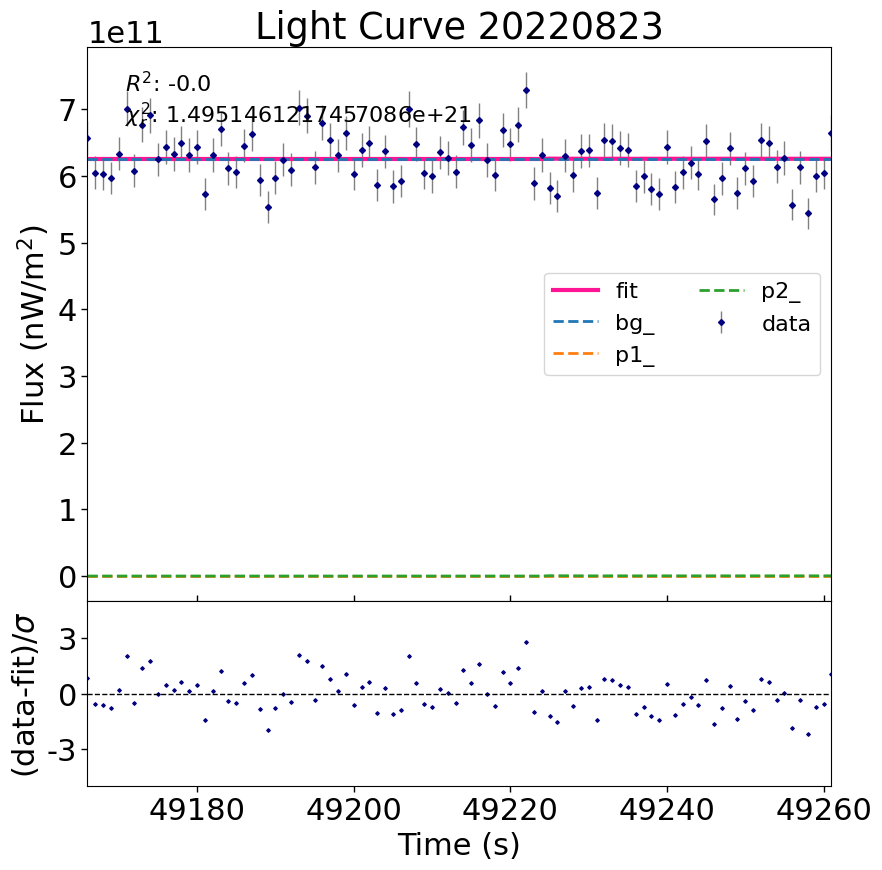 Light Curve 20220823
1e11
R²: -0.0
χ²ᵣ: 1.4951461217457086e+21
7
6
5
4
3
2
1
0
Flux (nW/m²)
fit
bg_
p1_
p2_
data
3
0
-3
(data-fit)/σ
49180 49200 49220 49240 49260
Time (s)